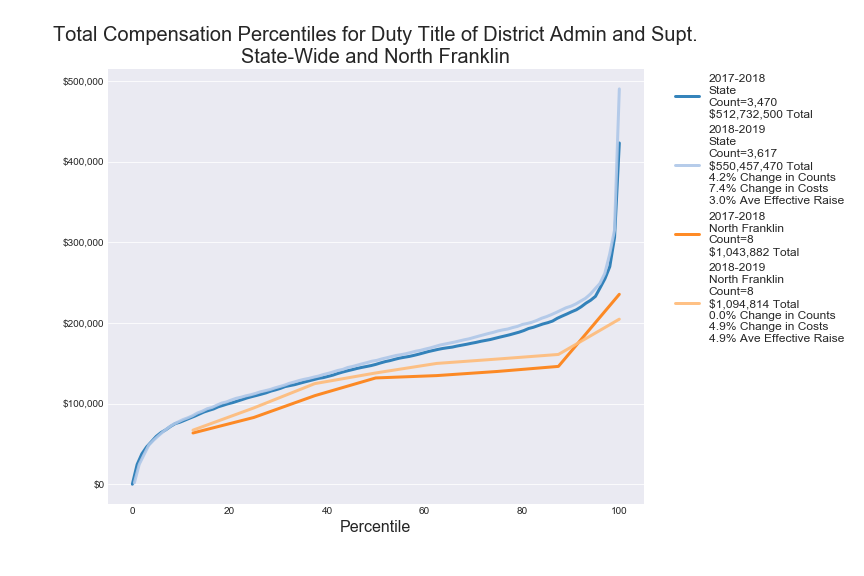 Total Compensation Percentiles for Duty Title of District Admin and Supt.
State-Wide and North Franklin
$500,000
$400,000
$300,000
$200,000
$100,000
$0
0
20
40
60
80
100
Percentile
2017-2018
State
Count=3,470
$512,732,500 Total
2018-2019
State
Count=3,617
$550,457,470 Total
4.2% Change in Counts
7.4% Change in Costs
3.0% Ave Effective Raise
2017-2018
North Franklin
Count=8
$1,043,882 Total
2018-2019
North Franklin
Count=8
$1,094,814 Total
0.0% Change in Counts
4.9% Change in Costs
4.9% Ave Effective Raise